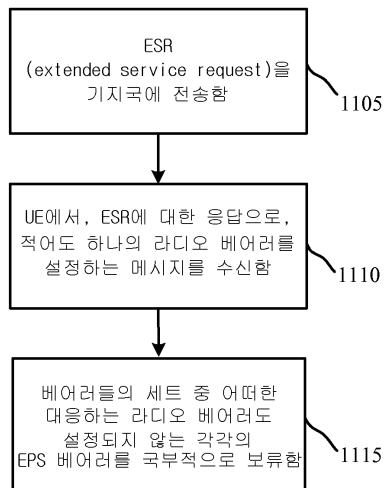 ESR
(extended service request)을
기지국에 전송함
1105
UE에서, ESR에 대한 응답으로,
적어도 하나의 라디오 베어러를
설정하는 메시지를 수신함
1110
베어러들의 세트 중 어떠한
대응하는 라디오 베어러도
설정되지 않는 각각의
EPS 베어러를 국부적으로 보류함
1115